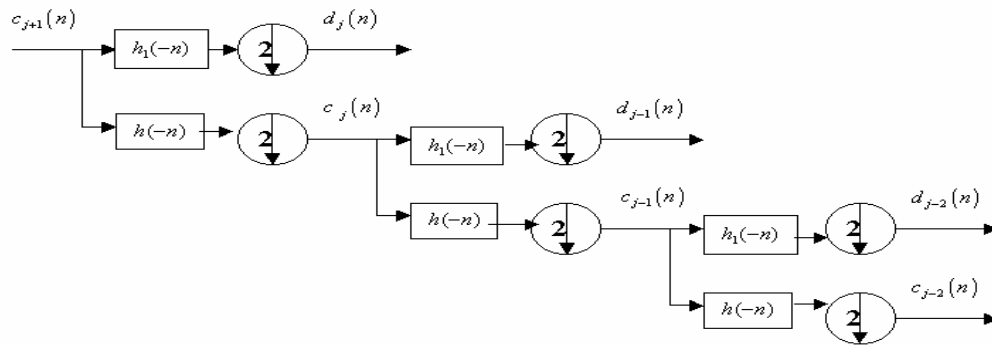 c_{j+1}(n)
d_j(n)
h_1(-n)
2
h(-n)
2
c_j(n)
h_1(-n)
2
d_{j-1}(n)
h(-n)
2
c_{j-1}(n)
h_1(-n)
2
d_{j-2}(n)
h(-n)
2
c_{j-2}(n)